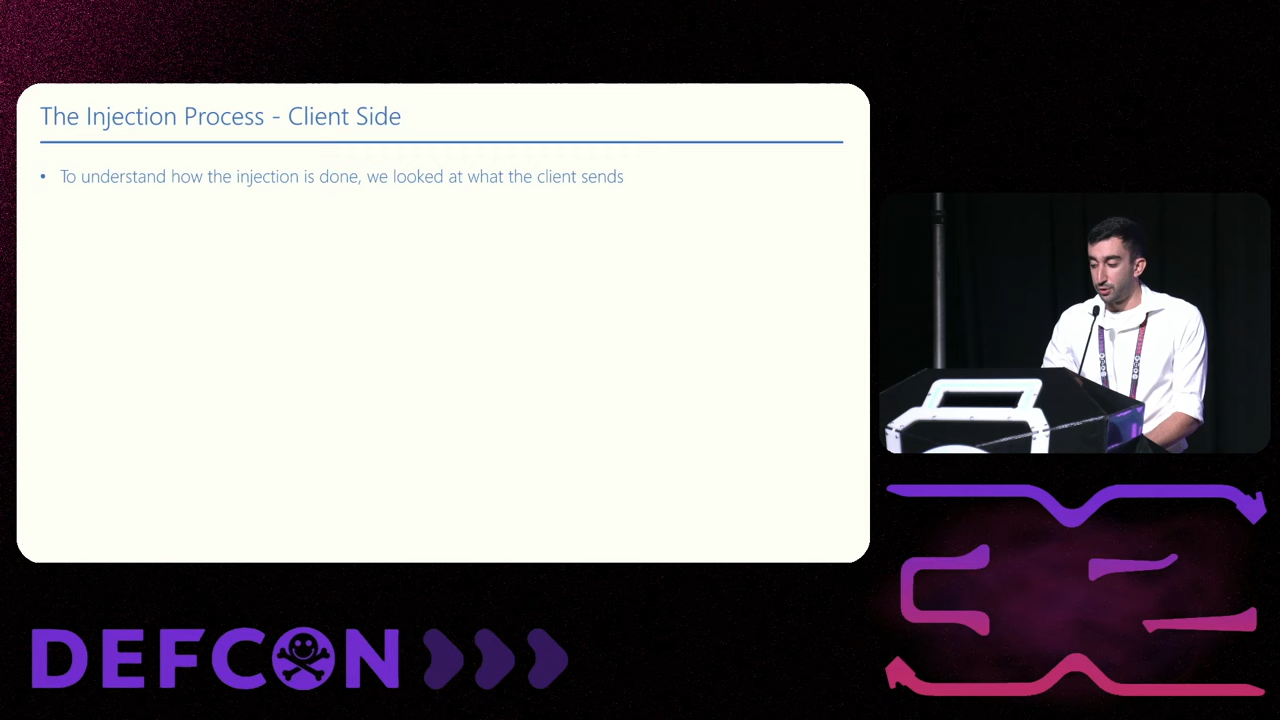 The Injection Process - Client Side
• To understand how the injection is done, we looked at what the client sends
DEFCON